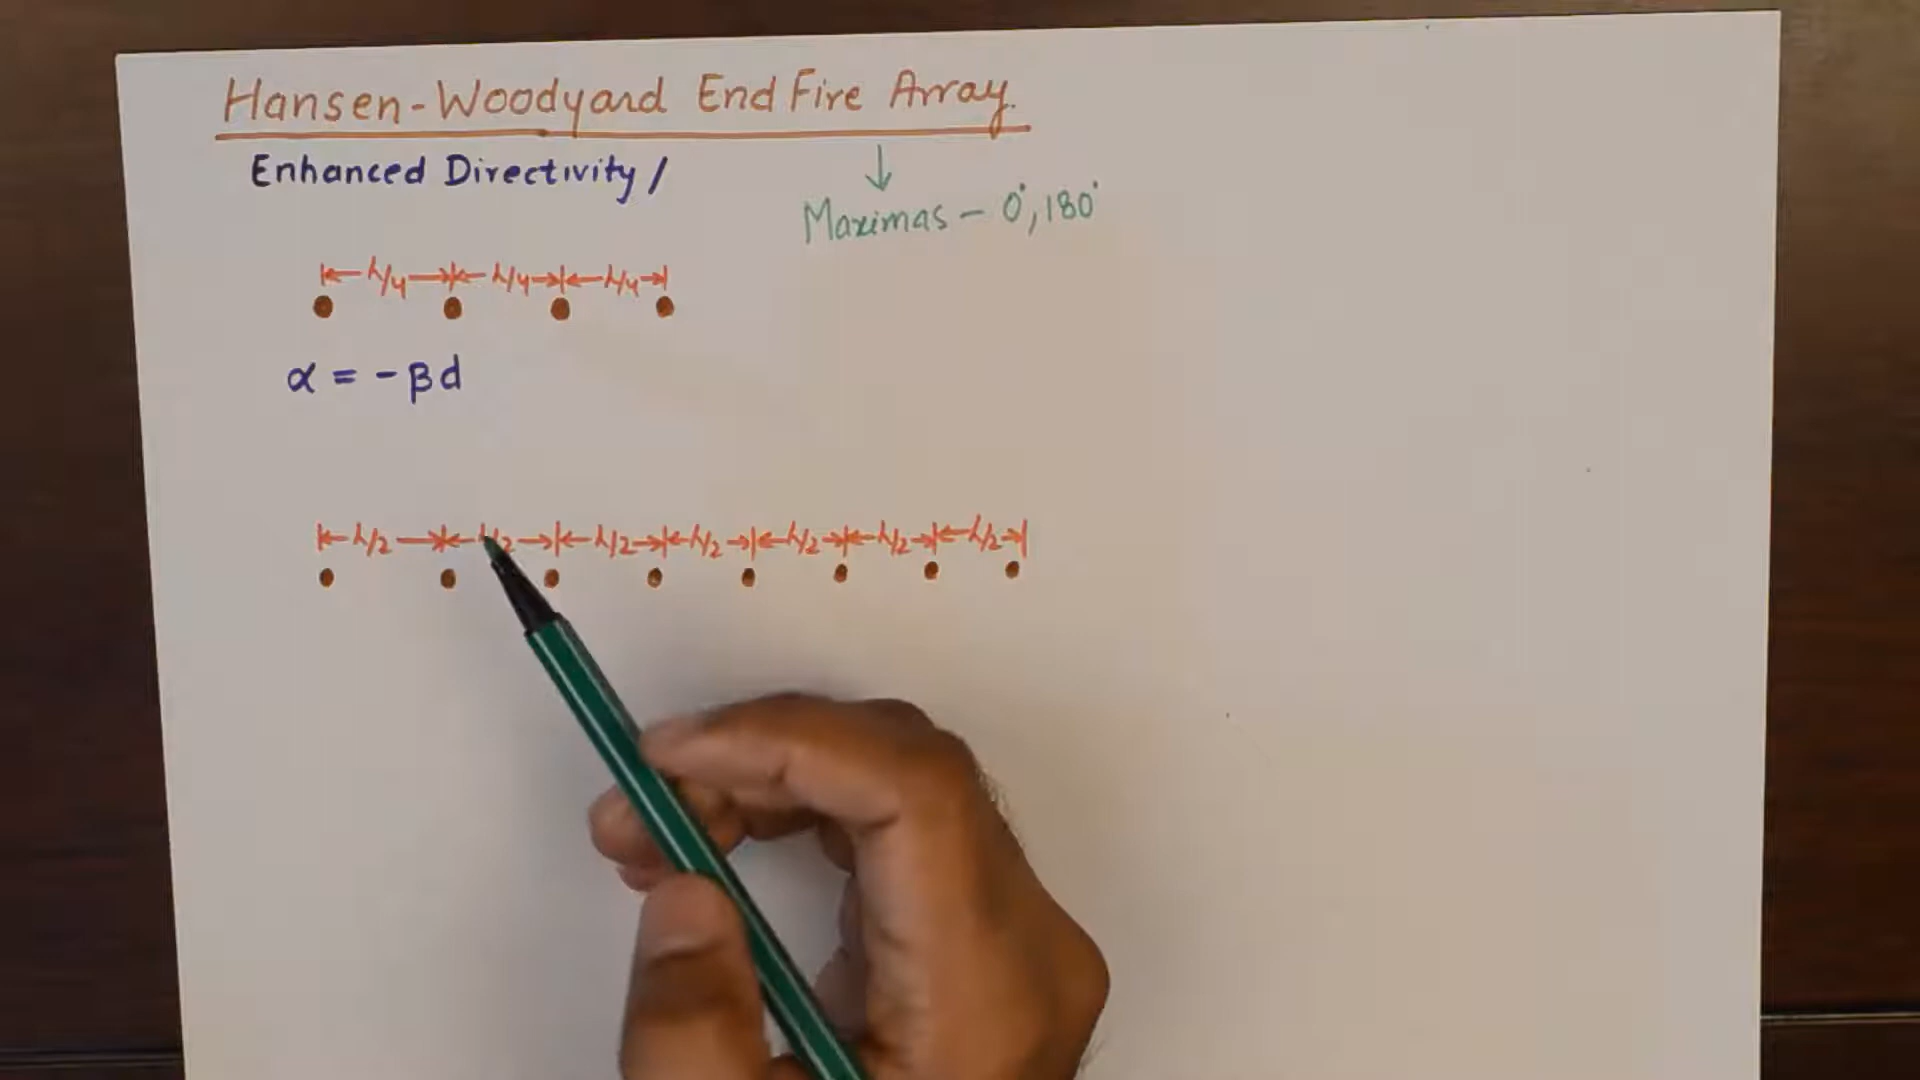 Hansen-Woodyard End Fire Array.
Enhanced Directivity /
Maximas - 0°, 180°
λ/4 λ/4 λ/4
α = -βd
λ/2 λ/2 λ/2 λ/2 λ/2 λ/2 λ/2